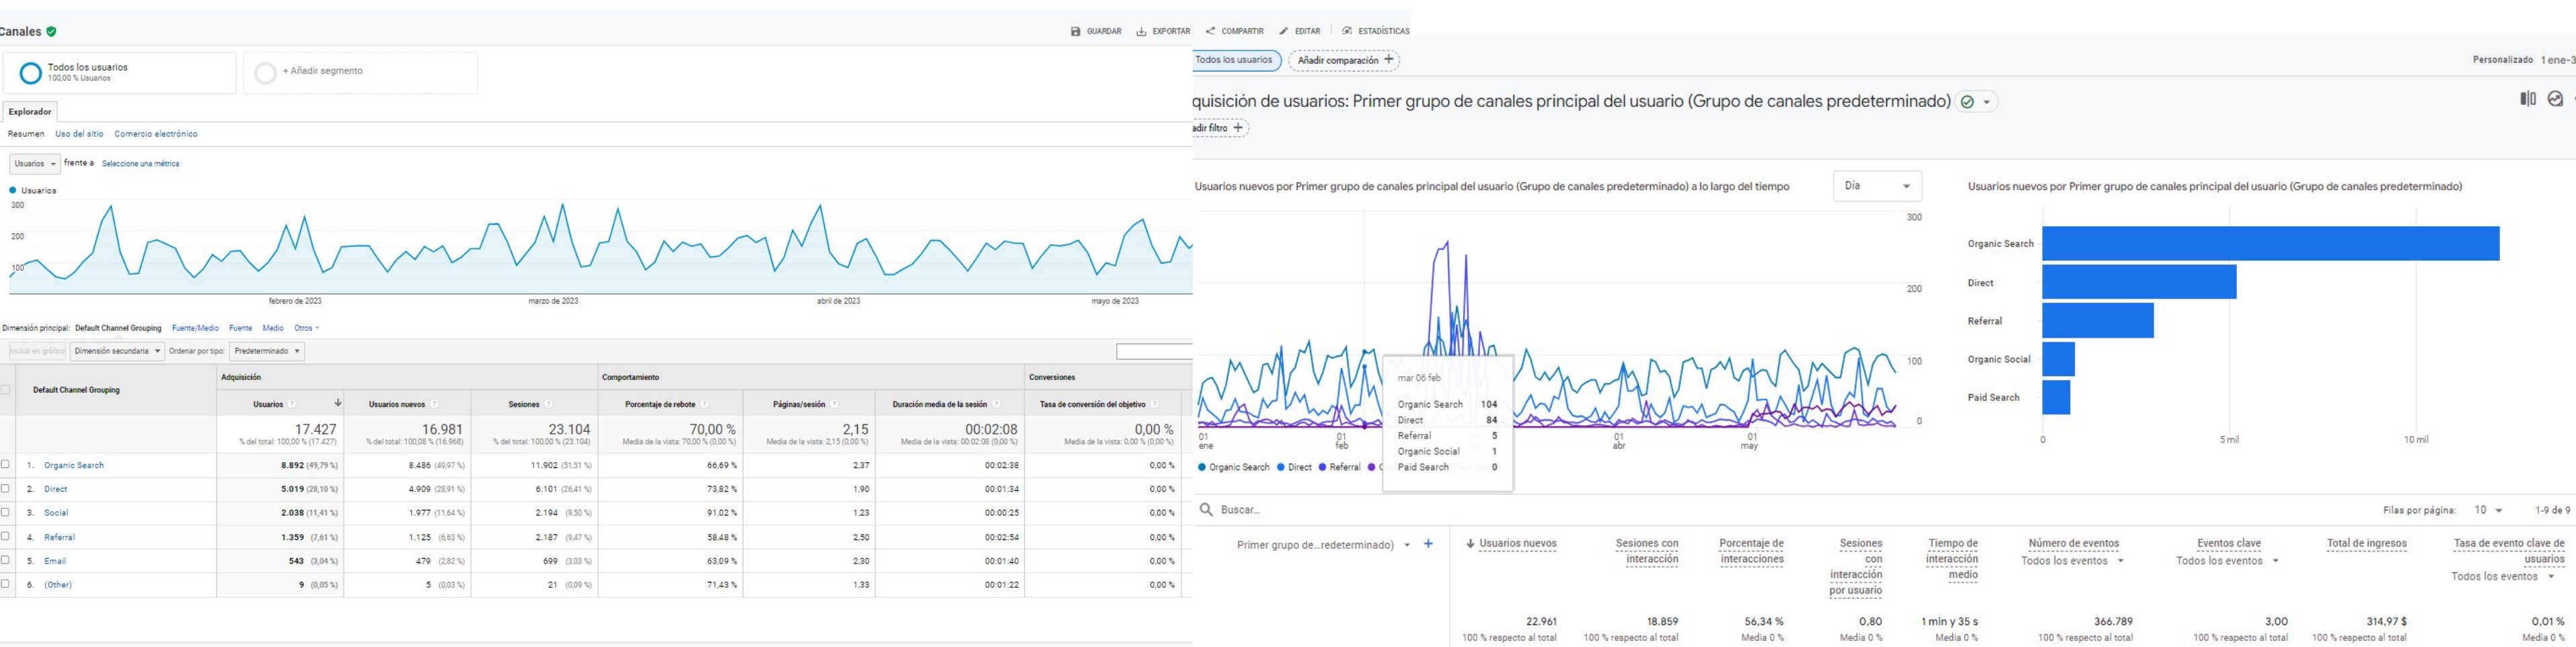 Canales
GUARDAR EXPORTAR COMPARTIR EDITAR ESTADÍSTICAS
Todos los usuarios
100,00 % Usuarios
+ Añadir segmento
Explorador
Resumen Uso del sitio Comercio electrónico
Usuarios frente a Seleccione una métrica
Usuarios
300
200
100
febrero de 2023 marzo de 2023 abril de 2023 mayo de 2023
Dimensión principal: Default Channel Grouping Fuente/Medio Fuente Medio Otros
Incluir en gráfico Dimensión secundaria Ordenar por tipo: Predeterminado
Default Channel Grouping Adquisición Comportamiento Conversiones
Usuarios Usuarios nuevos Sesiones Porcentaje de rebote Páginas/sesión Duración media de la sesión Tasa de conversión del objetivo
17.427 16.981 23.104 70,00 % 2,15 00:02:08 0,00 %
% del total: 100,00 % (17.427) % del total: 100,08 % (16.968) % del total: 100,00 % (23.104) Media de la vista: 70,00 % (0,00 %) Media de la vista: 2,15 (0,00 %) Media de la vista: 00:02:08 (0,00 %) Media de la vista: 0,00 % (0,00 %)
1. Organic Search 8.892 (49,79 %) 8.486 (49,97 %) 11.902 (51,51 %) 66,69 % 2,37 00:02:38 0,00 %
2. Direct 5.019 (28,10 %) 4.909 (28,91 %) 6.101 (26,41 %) 73,82 % 1,90 00:01:34 0,00 %
3. Social 2.038 (11,41 %) 1.977 (11,64 %) 2.194 (9,50 %) 91,02 % 1,23 00:00:25 0,00 %
4. Referral 1.359 (7,61 %) 1.125 (6,63 %) 2.187 (9,47 %) 58,48 % 2,50 00:02:54 0,00 %
5. Email 543 (3,04 %) 479 (2,82 %) 699 (3,03 %) 63,09 % 2,30 00:01:40 0,00 %
6. (Other) 9 (0,05 %) 5 (0,03 %) 21 (0,09 %) 71,43 % 1,33 00:01:22 0,00 %
Todos los usuarios Añadir comparación + Personalizado 1 ene-3
quisición de usuarios: Primer grupo de canales principal del usuario (Grupo de canales predeterminado)
adir filtro +
Usuarios nuevos por Primer grupo de canales principal del usuario (Grupo de canales predeterminado) a lo largo del tiempo
Día
300
200
100
0
01 ene 01 feb 01 abr 01 may
mar 06 feb
Organic Search 104
Direct 84
Referral 5
Organic Social 1
Paid Search 0
Organic Search Direct Referral
Usuarios nuevos por Primer grupo de canales principal del usuario (Grupo de canales predeterminado)
Organic Search
Direct
Referral
Organic Social
Paid Search
0 5 mil 10 mil
Buscar...
Filas por página: 10 1-9 de 9
Primer grupo de...redeterminado) +
Usuarios nuevos
Sesiones con interacción
Porcentaje de interacciones
Sesiones con interacción por usuario
Tiempo de interacción medio
Número de eventos
Todos los eventos
Eventos clave
Todos los eventos
Total de ingresos
Tasa de evento clave de usuarios
Todos los eventos
22.961 18.859 56,34 % 0,80 1 min y 35 s 366.789 3,00 314,97 $ 0,01 %
100 % respecto al total 100 % respecto al total Media 0 % Media 0 % Media 0 % 100 % respecto al total 100 % respecto al total 100 % respecto al total Media 0 %